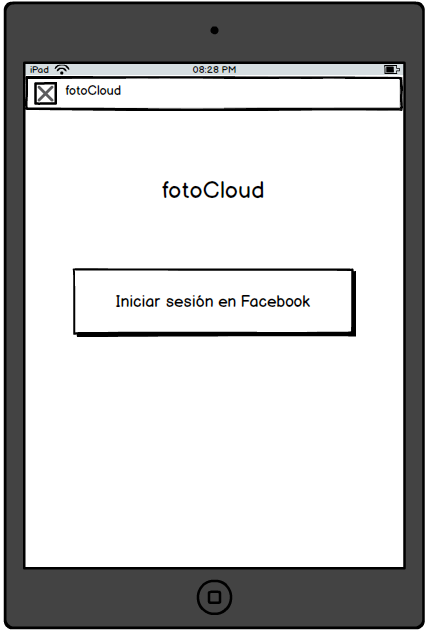 iPad 08:28 PM
fotoCloud
fotoCloud
Iniciar sesión en Facebook